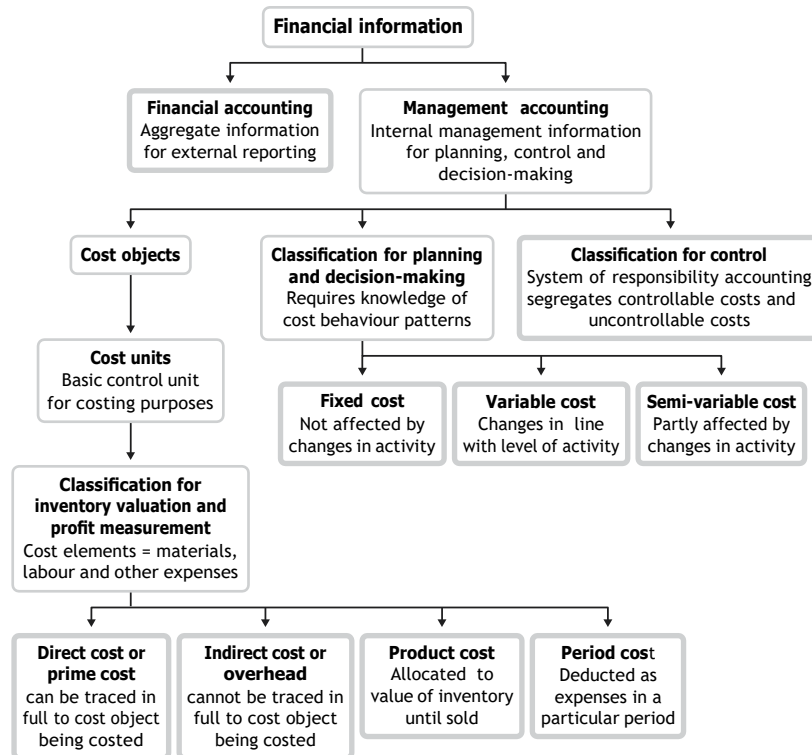 Financial information
Financial accounting
Aggregate information
for external reporting
Management accounting
Internal management information
for planning, control and
decision-making
Cost objects
Classification for planning
and decision-making
Requires knowledge of
cost behaviour patterns
Classification for control
System of responsibility accounting
segregates controllable costs and
uncontrollable costs
Cost units
Basic control unit
for costing purposes
Fixed cost
Not affected by
changes in activity
Variable cost
Changes in line
with level of activity
Semi-variable cost
Partly affected by
changes in activity
Classification for
inventory valuation and
profit measurement
Cost elements = materials,
labour and other expenses
Direct cost or
prime cost
can be traced in
full to cost object
being costed
Indirect cost or
overhead
cannot be traced in
full to cost object
being costed
Product cost
Allocated to
value of inventory
until sold
Period cost
Deducted as
expenses in a
particular period